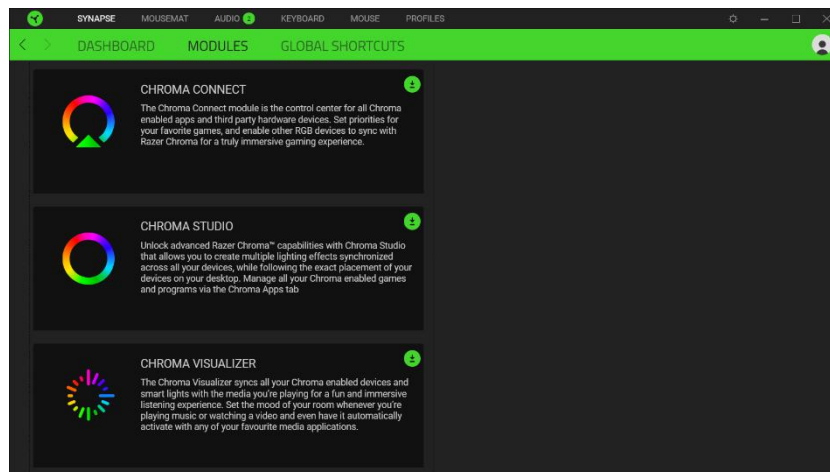 SYNAPSE MOUSEMAT AUDIO KEYBOARD MOUSE PROFILES
DASHBOARD MODULES GLOBAL SHORTCUTS
CHROMA CONNECT
The Chroma Connect module is the control center for all Chroma
enabled apps and third party hardware devices. Set priorities for
your favorite games, and enable other RGB devices to sync with
Razer Chroma for a truly immersive gaming experience.
CHROMA STUDIO
Unlock advanced Razer Chroma™ capabilities with Chroma Studio
that allows you to create multiple lighting effects synchronized
across all your devices, while following the exact placement of your
devices on your desktop. Manage all your Chroma enabled games
and programs via the Chroma Apps tab
CHROMA VISUALIZER
The Chroma Visualizer syncs all your Chroma enabled devices and
smart lights with the media you're playing for a fun and immersive
listening experience. Set the mood of your room whenever you're
playing music or watching a video and even have it automatically
activate with any of your favourite media applications.